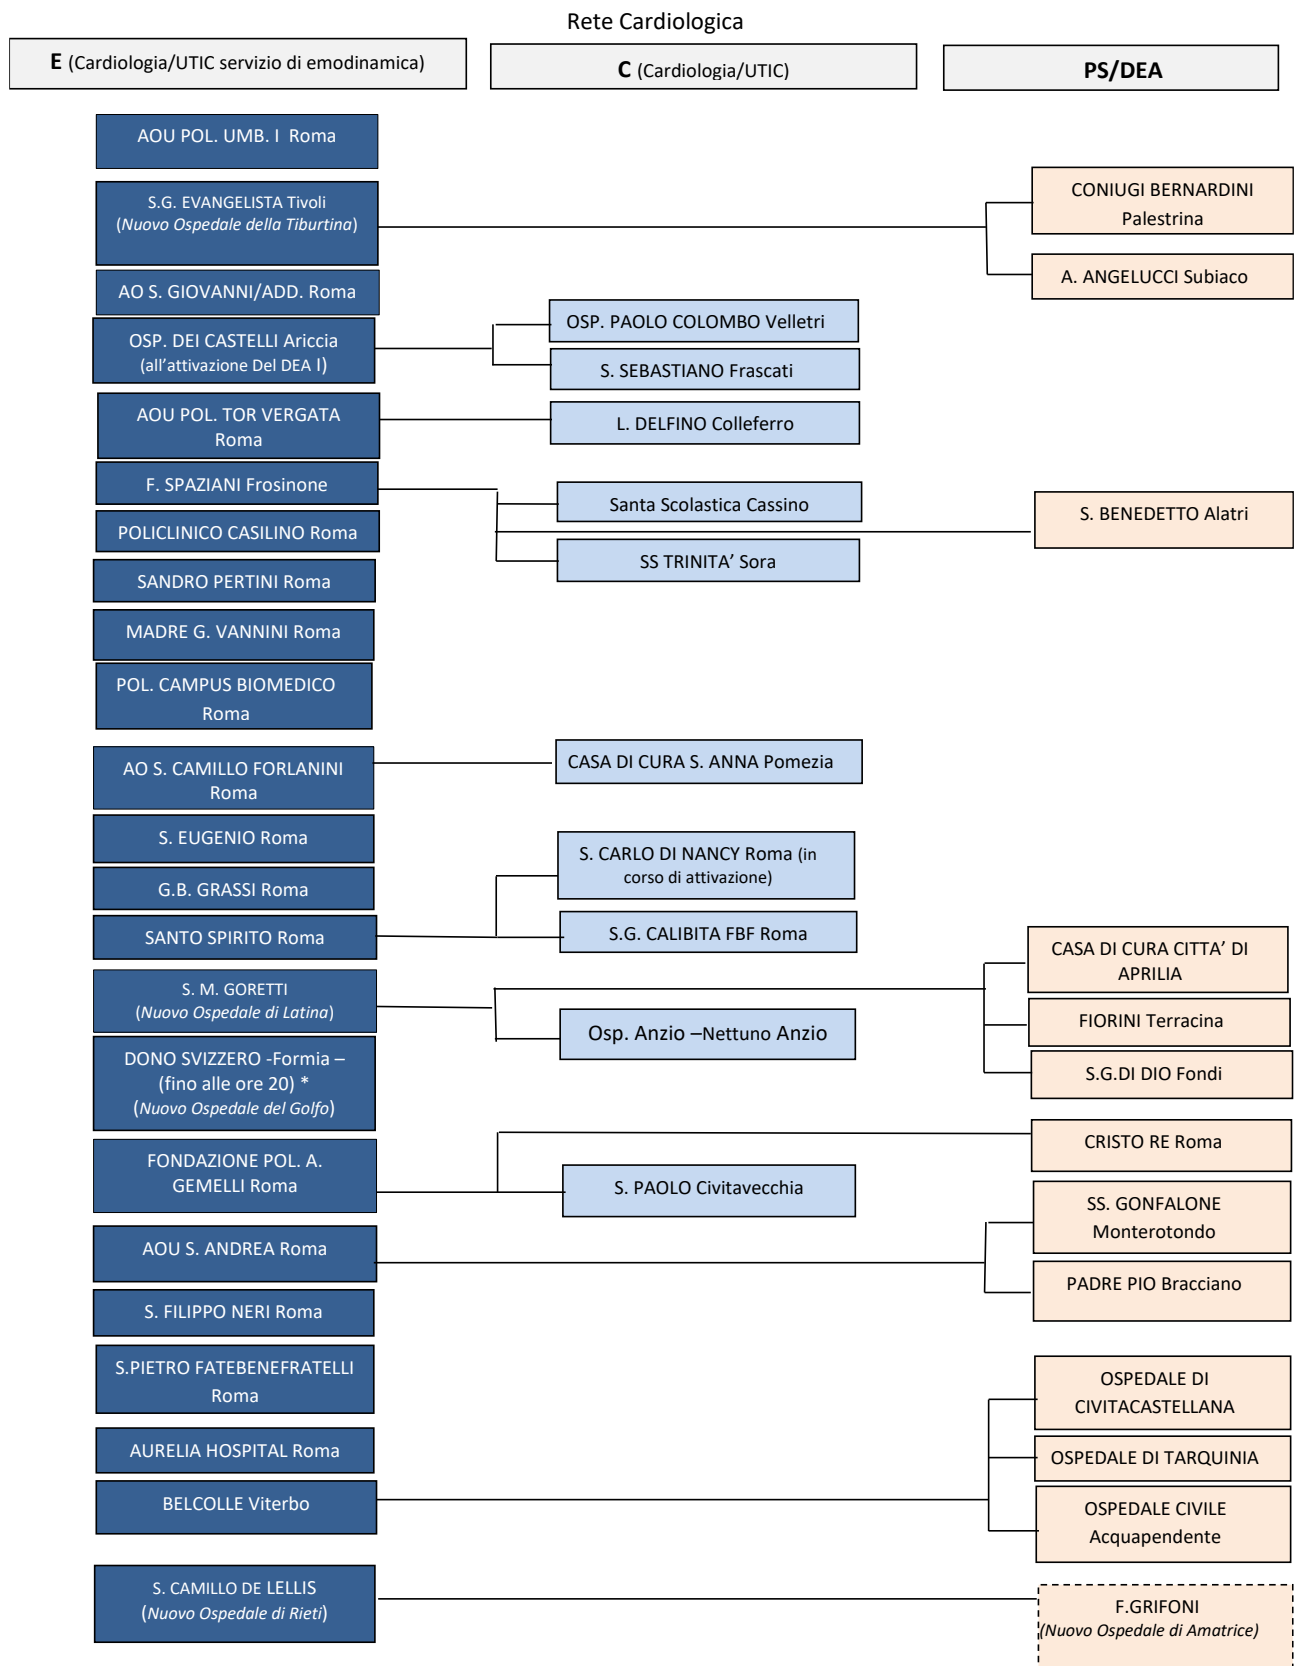 Rete Cardiologica
E (Cardiologia/UTIC servizio di emodinamica)
C (Cardiologia/UTIC)
PS/DEA
AOU POL. UMB. I Roma
S.G. EVANGELISTA Tivoli
(Nuovo Ospedale della Tiburtina)
CONIUGI BERNARDINI
Palestrina
A. ANGELUCCI Subiaco
AO S. GIOVANNI/ADD. Roma
OSP. DEI CASTELLI Ariccia
(all'attivazione Del DEA I)
OSP. PAOLO COLOMBO Velletri
S. SEBASTIANO Frascati
AOU POL. TOR VERGATA
Roma
L. DELFINO Colleferro
F. SPAZIANI Frosinone
Santa Scolastica Cassino
S. BENEDETTO Alatri
SS TRINITA’ Sora
POLICLINICO CASILINO Roma
SANDRO PERTINI Roma
MADRE G. VANNINI Roma
POL. CAMPUS BIOMEDICO
Roma
AO S. CAMILLO FORLANINI
Roma
CASA DI CURA S. ANNA Pomezia
S. EUGENIO Roma
G.B. GRASSI Roma
S. CARLO DI NANCY Roma (in
corso di attivazione)
SANTO SPIRITO Roma
S.G. CALIBITA FBF Roma
S. M. GORETTI
(Nuovo Ospedale di Latina)
Osp. Anzio –Nettuno Anzio
CASA DI CURA CITTA’ DI
APRILIA
FIORINI Terracina
S.G.DI DIO Fondi
DONO SVIZZERO -Formia –
(fino alle ore 20) *
(Nuovo Ospedale del Golfo)
FONDAZIONE POL. A.
GEMELLI Roma
S. PAOLO Civitavecchia
CRISTO RE Roma
AOU S. ANDREA Roma
SS. GONFALONE
Monterotondo
PADRE PIO Bracciano
S. FILIPPO NERI Roma
S.PIETRO FATEBENEFRATELLI
Roma
AURELIA HOSPITAL Roma
BELCOLLE Viterbo
OSPEDALE DI
CIVITACASTELLANA
OSPEDALE DI TARQUINIA
OSPEDALE CIVILE
Acquapendente
S. CAMILLO DE LELLIS
(Nuovo Ospedale di Rieti)
F.GRIFONI
(Nuovo Ospedale di Amatrice)